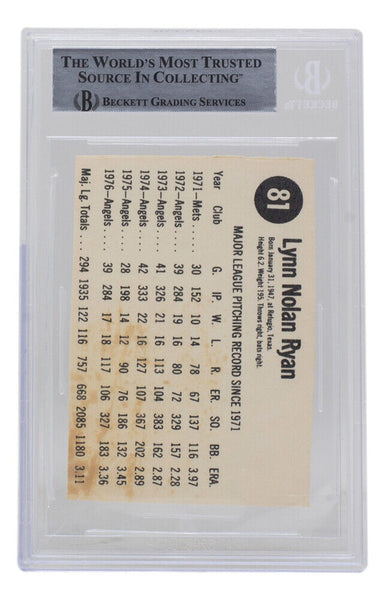 THE WORLD'S MOST TRUSTED
SOURCE IN COLLECTING™
B BECKETT GRADING SERVICES
B
BECKETT
81
Lynn Nolan Ryan
Born January 31, 1947, at Refugio, Texas.
Height 6.2. Weight 195. Throws right, bats right.
MAJOR LEAGUE PITCHING RECORD SINCE 1971
Year Club G. IP. W. L. R. ER. SO. BB. ERA.
1971—Mets . . . . . 30 152 10 14 78 67 137 116 3.97
1972—Angels . . . 39 284 19 16 80 72 329 157 2.28
1973—Angels . . . 41 326 21 16 113 104 383 162 2.87
1974—Angels . . . 42 333 22 16 127 107 367 202 2.89
1975—Angels . . . 28 198 14 12 90 76 186 132 3.45
1976—Angels . . . 39 284 17 18 117 106 327 183 3.36
Maj. Lg. Totals . . . 294 1935 122 116 757 668 2085 1180 3.11